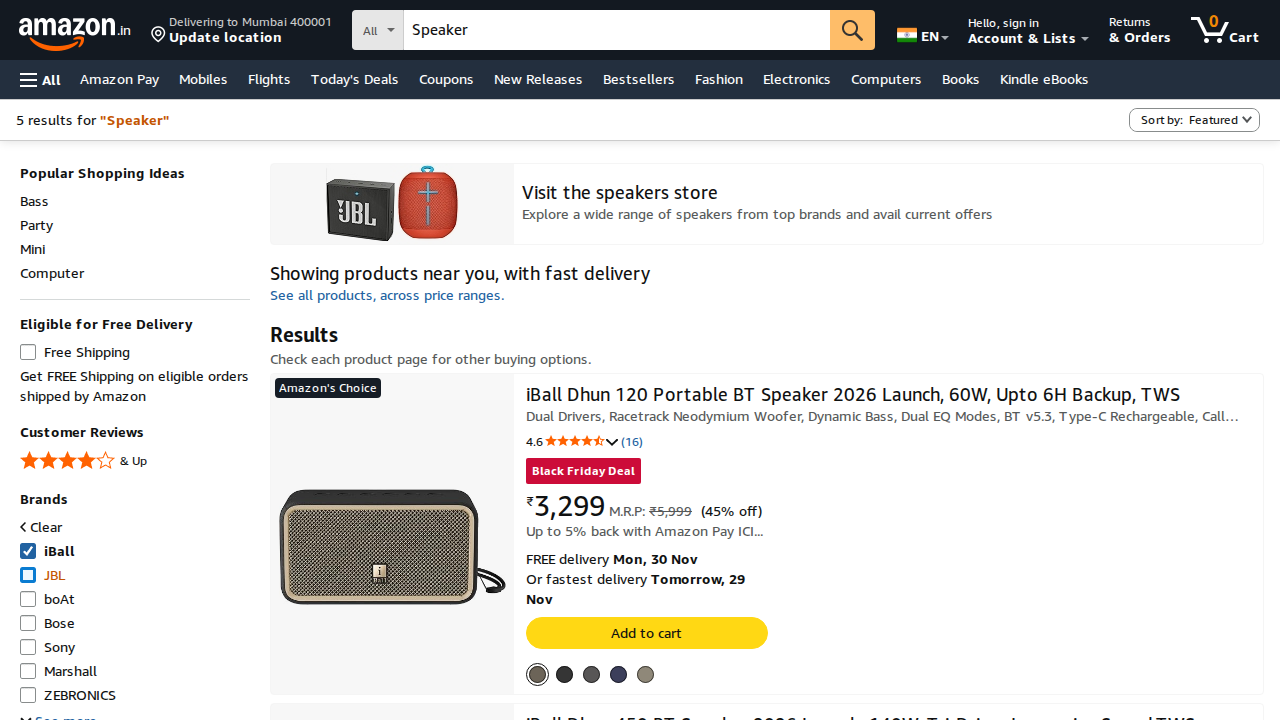 amazon.in
Delivering to Mumbai 400001
Update location
All
Speaker
EN
Hello, sign in
Account & Lists
Returns
& Orders
0
Cart
All
Amazon Pay
Mobiles
Flights
Today's Deals
Coupons
New Releases
Bestsellers
Fashion
Electronics
Computers
Books
Kindle eBooks
5 results for "Speaker"
Sort by: Featured
Popular Shopping Ideas
Bass
Party
Mini
Computer
Eligible for Free Delivery
Free Shipping
Get FREE Shipping on eligible orders
shipped by Amazon
Customer Reviews
& Up
Brands
Clear
iBall
JBL
boAt
Bose
Sony
Marshall
ZEBRONICS
See more
JBL
Visit the speakers store
Explore a wide range of speakers from top brands and avail current offers
Showing products near you, with fast delivery
See all products, across price ranges.
Results
Check each product page for other buying options.
Amazon's Choice
iBall Dhun 120 Portable BT Speaker 2026 Launch, 60W, Upto 6H Backup, TWS
Dual Drivers, Racetrack Neodymium Woofer, Dynamic Bass, Dual EQ Modes, BT v5.3, Type-C Rechargeable, Call…
4.6 (16)
Black Friday Deal
₹3,299 M.R.P: ₹5,999 (45% off)
Up to 5% back with Amazon Pay ICI…
FREE delivery Mon, 30 Nov
Or fastest delivery Tomorrow, 29
Nov
Add to cart